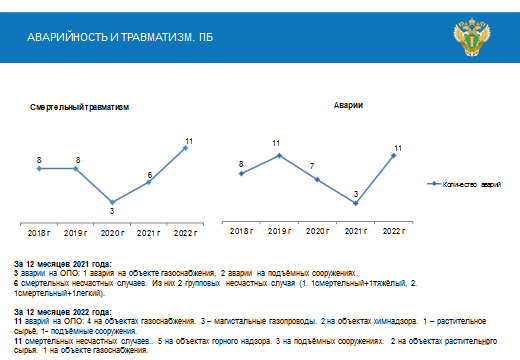 АВАРИЙНОСТЬ И ТРАВМАТИЗМ. ПБ
Смертельный травматизм
8
8
3
6
11
2018 г
2019 г
2020 г
2021 г
2022 г
Аварии
8
11
7
3
11
2018 г
2019 г
2020 г
2021 г
2022 г
Количество аварий
За 12 месяцев 2021 года:
3 аварии на ОПО: 1 авария на объекте газоснабжения, 2 аварии на подъёмных сооружениях.
6 смертельных несчастных случаев. Из них 2 групповых несчастных случая (1. 1смертельный+1тяжёлый, 2.
1смертельный+1легкий).
За 12 месяцев 2022 года:
11 аварий на ОПО: 4 на объектах газоснабжения. 3 – магистальные газопроводы. 2 на объектах химнадзора. 1 – растительное
сырьё, 1- подъёмные сооружения.
11 смертельных несчастных случаев.. 5 на объектах горного надзора. 3 на подъёмных сооружениях. 2 на объектах растительного
сырья. 1 на объекте газоснабжения.